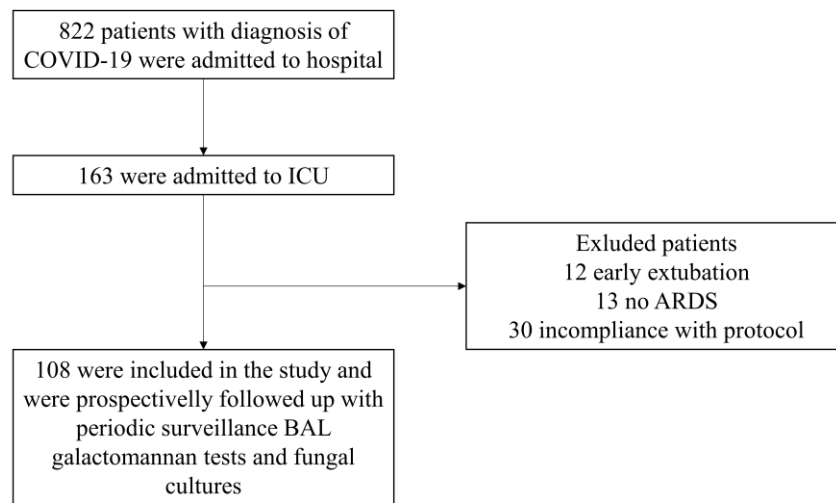 822 patients with diagnosis of
COVID-19 were admitted to hospital
163 were admitted to ICU
Exluded patients
12 early extubation
13 no ARDS
30 incompliance with protocol
108 were included in the study and
were prospectivelly followed up with
periodic surveillance BAL
galactomannan tests and fungal
cultures